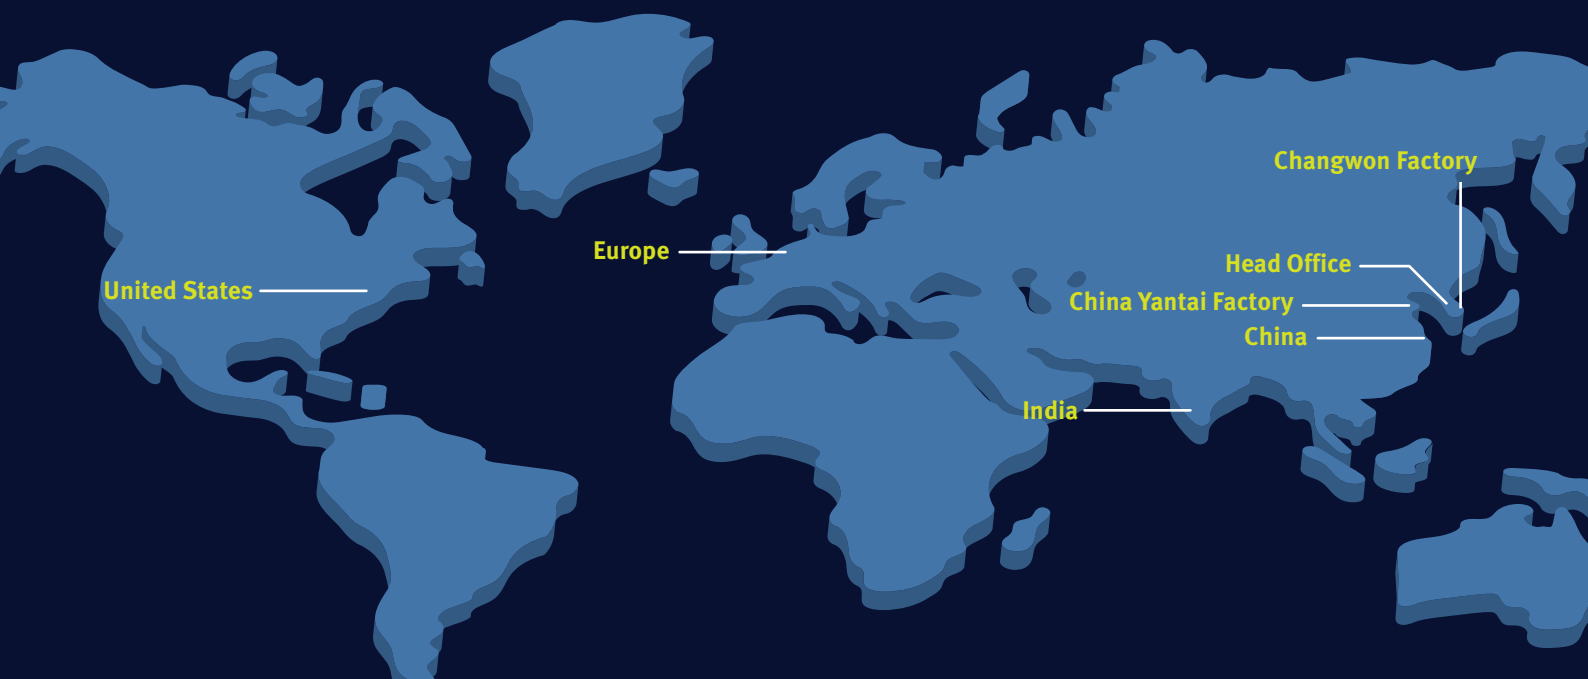 Changwon Factory
Europe
Head Office
United States
China Yantai Factory
China
India